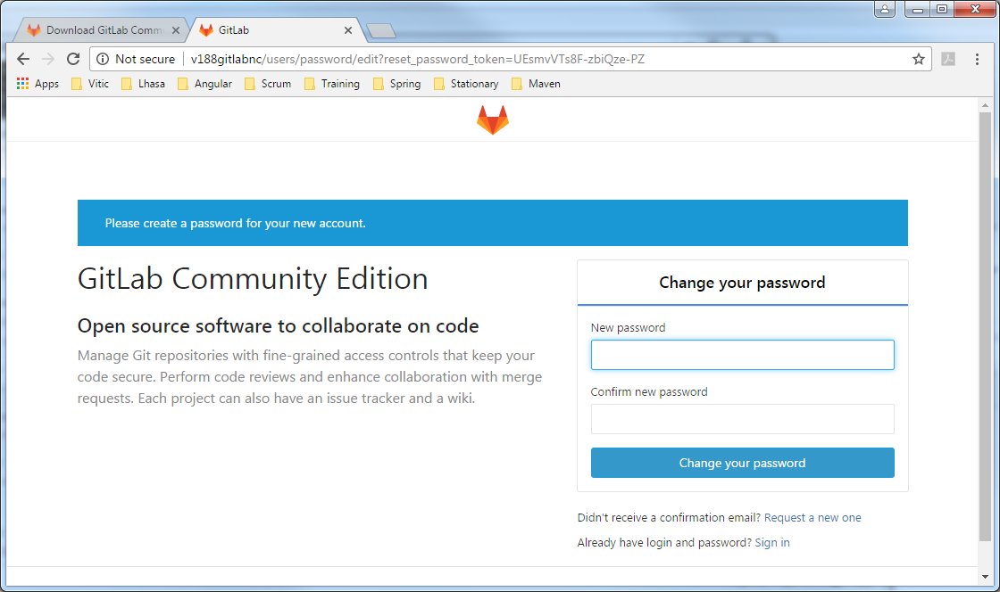 Download GitLab Comm
GitLab
Not secure
v188gitlabnc/users/password/edit?reset_password_token=UEsmvVTs8F-zbiQze-PZ
Apps
Vitic
Lhasa
Angular
Scrum
Training
Spring
Stationary
Maven
Please create a password for your new account.
GitLab Community Edition
Open source software to collaborate on code
Manage Git repositories with fine-grained access controls that keep your
code secure. Perform code reviews and enhance collaboration with merge
requests. Each project can also have an issue tracker and a wiki.
Change your password
New password
Confirm new password
Change your password
Didn't receive a confirmation email? Request a new one
Already have login and password? Sign in